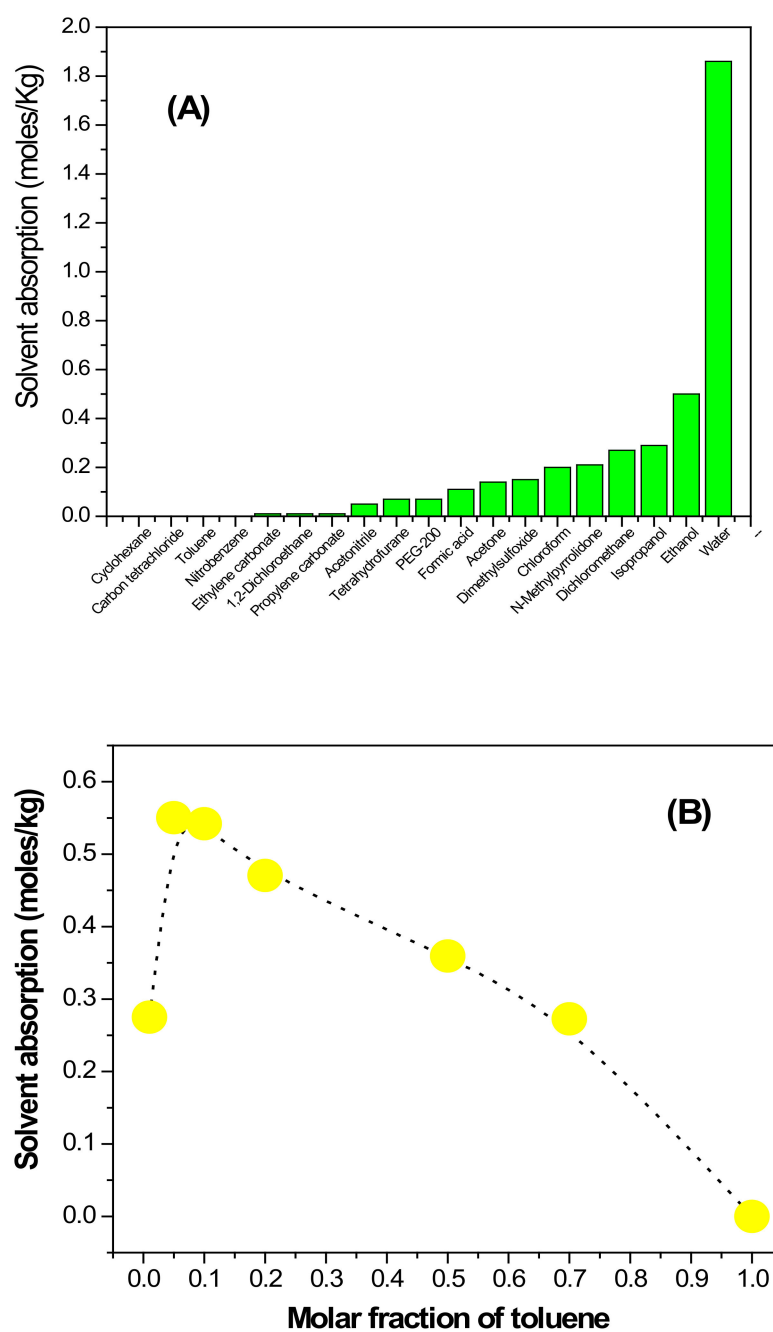 (A)
Solvent absorption (moles/Kg)
2.0
1.8
1.6
1.4
1.2
1.0
0.8
0.6
0.4
0.2
0.0
Cyclohexane
Carbon tetrachloride
Toluene
Nitrobenzene
Ethylene carbonate
1,2-Dichloroethane
Propylene carbonate
Acetonitrile
Tetrahydrofurane
PEG-200
Formic acid
Acetone
Dimethylsulfoxide
Chloroform
N-Methylpyrrolidone
Dichloromethane
Isopropanol
Ethanol
Water
--
(B)
Solvent absorption (moles/kg)
0.6
0.5
0.4
0.3
0.2
0.1
0.0
0.0 0.1 0.2 0.3 0.4 0.5 0.6 0.7 0.8 0.9 1.0
Molar fraction of toluene